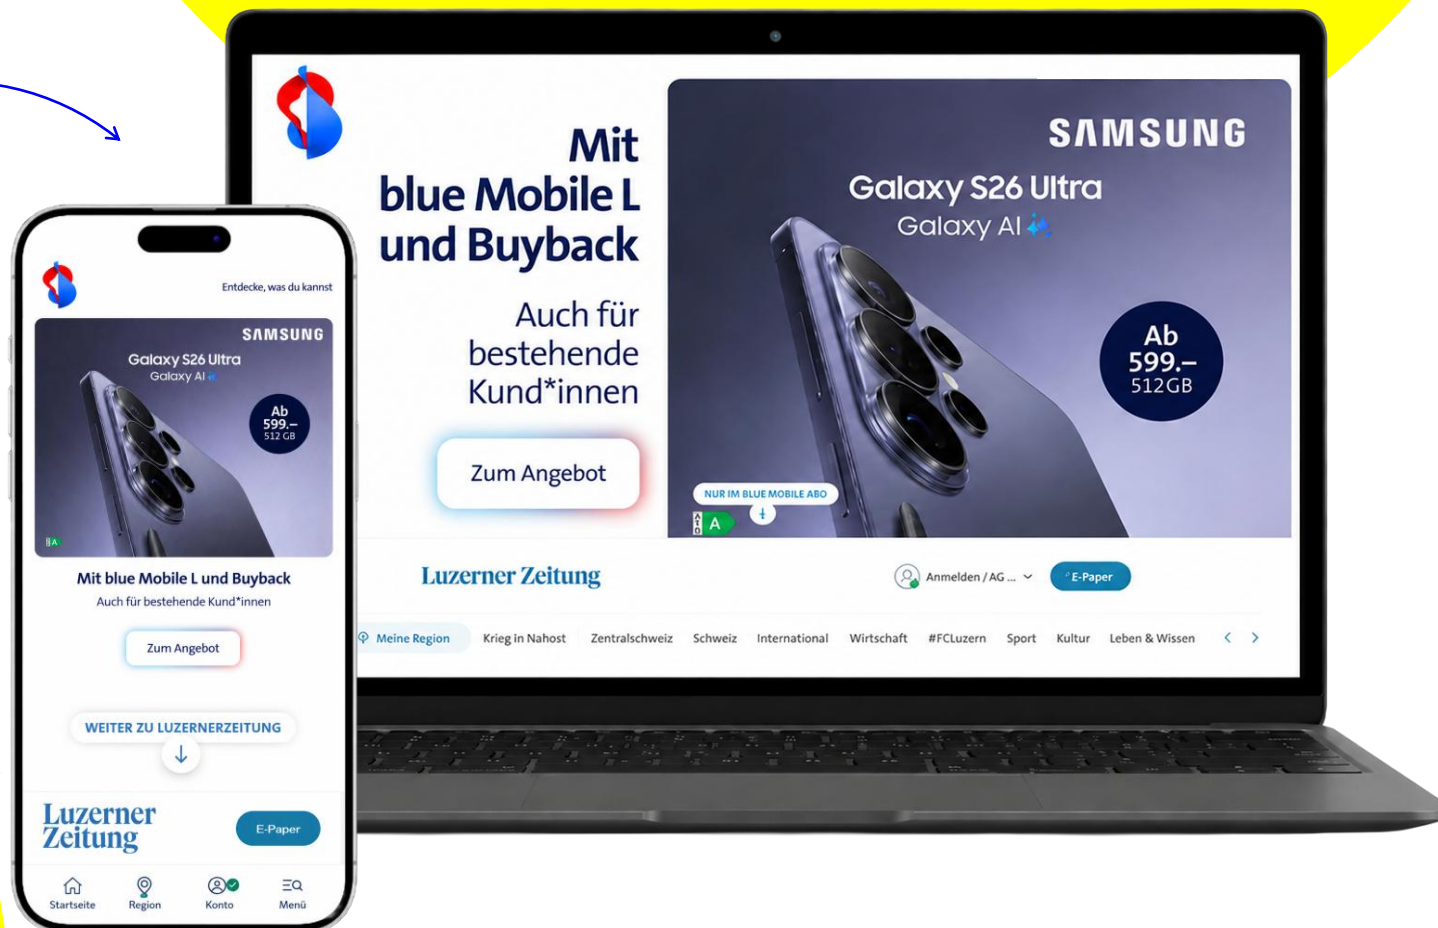 Mit
blue Mobile L
und Buyback
Auch für
bestehende
Kund*innen
Zum Angebot
SAMSUNG
Galaxy S26 Ultra
Galaxy AI
Ab
599.–
512GB
NUR IM BLUE MOBILE ABO
A
Luzerner Zeitung
Anmelden / AG ...
E-Paper
Meine Region
Krieg in Nahost
Zentralschweiz
Schweiz
International
Wirtschaft
#FCLuzern
Sport
Kultur
Leben & Wissen
Entdecke, was du kannst
SAMSUNG
Galaxy S26 Ultra
Galaxy AI
Ab
599.–
512 GB
A
Mit blue Mobile L und Buyback
Auch für bestehende Kund*innen
Zum Angebot
WEITER ZU LUZERNERZEITUNG
Luzerner
Zeitung
E-Paper
Startseite
Region
Konto
Menü